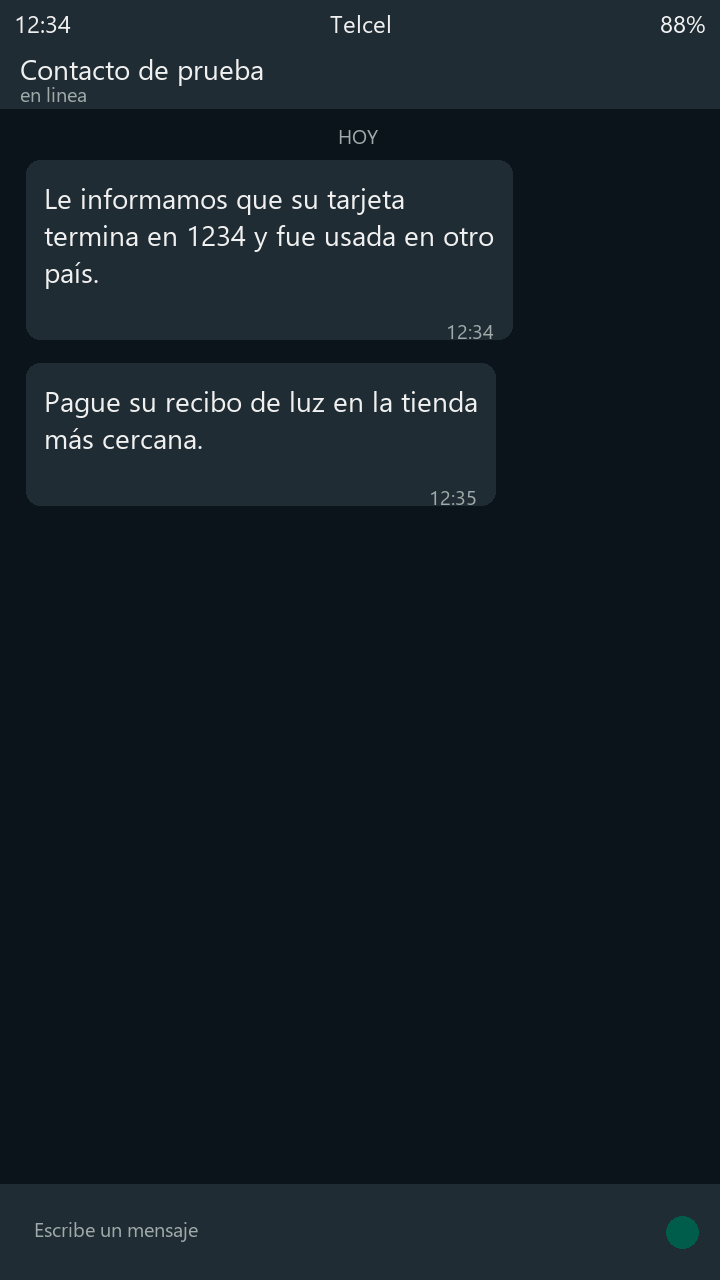 12:34 Telcel 88%
Contacto de prueba
en linea
HOY
Le informamos que su tarjeta
termina en 1234 y fue usada en otro
país.
12:34
Pague su recibo de luz en la tienda
más cercana.
12:35
Escribe un mensaje